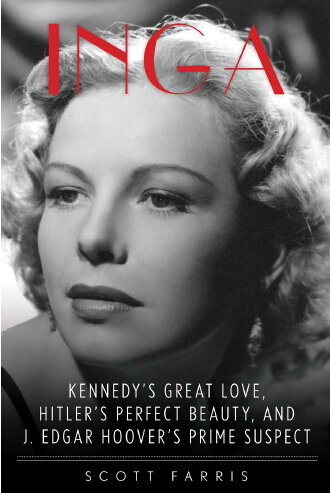 INGA
KENNEDY'S GREAT LOVE,
HITLER'S PERFECT BEAUTY, AND
J. EDGAR HOOVER'S PRIME SUSPECT
SCOTT FARRIS